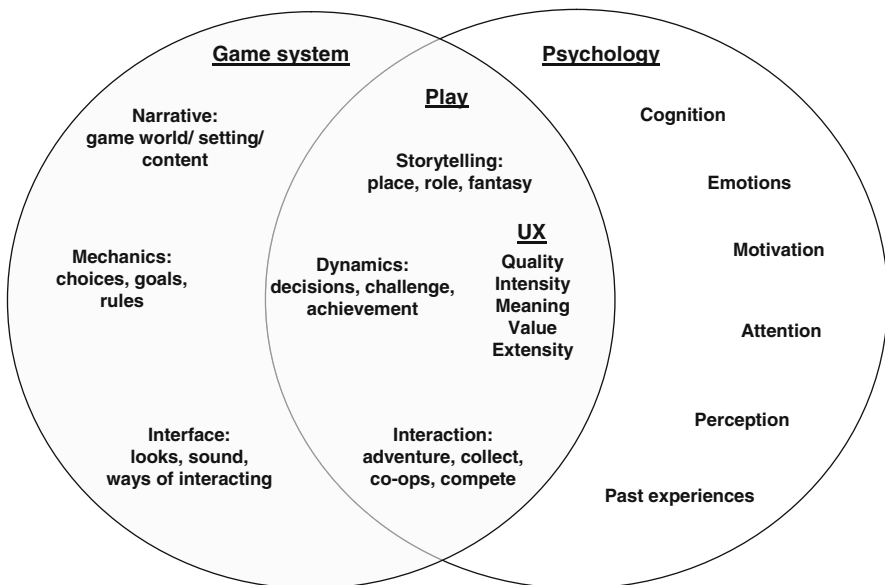 Game system
Narrative:
game world/ setting/
content
Mechanics:
choices, goals,
rules
Interface:
looks, sound,
ways of interacting
Play
Storytelling:
place, role, fantasy
Dynamics:
decisions, challenge,
achievement
UX
Quality
Intensity
Meaning
Value
Extensity
Interaction:
adventure, collect,
co-ops, compete
Psychology
Cognition
Emotions
Motivation
Attention
Perception
Past experiences